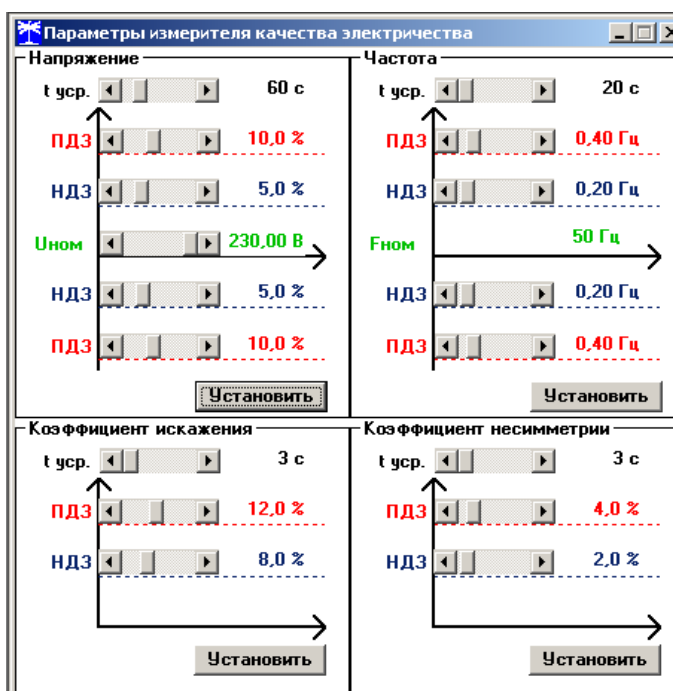 Параметры измерителя качества электричества
Напряжение
t уср. 60 с
ПДЗ 10,0 %
НДЗ 5,0 %
Uном 230,00 В
НДЗ 5,0 %
ПДЗ 10,0 %
Установить
Частота
t уср. 20 с
ПДЗ 0,40 Гц
НДЗ 0,20 Гц
Fном 50 Гц
НДЗ 0,20 Гц
ПДЗ 0,40 Гц
Установить
Коэффициент искажения
t уср. 3 с
ПДЗ 12,0 %
НДЗ 8,0 %
Установить
Коэффициент несимметрии
t уср. 3 с
ПДЗ 4,0 %
НДЗ 2,0 %
Установить